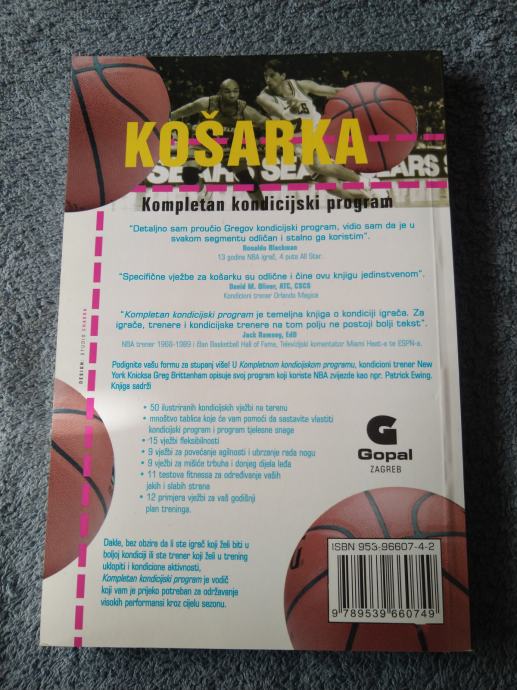 SEARS SEARS
KOŠARKA
Kompletan kondicijski program
"Detaljno sam proučio Gregov kondicijski program, vidio sam da je u
svakom segmentu odličan i stalno ga koristim".
Ronaldo Blackman
13 godina NBA igrač, 4 puta All Star.
"Specifične vježbe za košarku su odlične i čine ovu knjigu jedinstvenom".
David M. Oliver, ATC, CSCS
Kondicioni trener Orlando Magica
"Kompletan kondicijski program je temeljna knjiga o kondiciji igrača. Za
igrače, trenere i kondicijske trenere na tom polju ne postoji bolji tekst".
Jack Ramsey, EdD
NBA trener 1968-1989 i član Basketball Hall of Fame, Televizijski komentator Miami Heat-a te ESPN-a.
Podignite vašu formu za stupanj više! U Kompletnom kondicijskom programu, kondicioni trener New
York Knicksa Greg Brittenham opisuje svoj program koji koriste NBA zvijezde kao npr. Patrick Ewing.
Knjiga sadrži
• 50 ilustriranih kondicijskih vježbi na terenu
• mnoštvo tablica koje će vam pomoći da sastavite vlastiti
kondicijski program i program tjelesne snage
• 15 vježbi fleksibilnosti
• 9 vježbi za povećanje agilnosti i ubrzanje rada nogu
• 9 vježbi za mišiće trbuha i donjeg dijela leđa
• 11 testova fitnessa za određivanje vaših
jakih i slabih strana
• 12 primjera vježbi za vaš godišnji
plan treninga.
G
Gopal
ZAGREB
Dakle, bez obzira da li ste igrač koji želi biti u
boljoj kondiciji ili ste trener koji želi u trening
uklopiti i kondicione aktivnosti,
Kompletan kondicijski program je vodič
koji vam je prijeko potreban za održavanje
visokih performansi kroz cijelu sezonu.
ISBN 953-96607-4-2
9 789539 660749
DESIGN: STUDIO CHAKRA